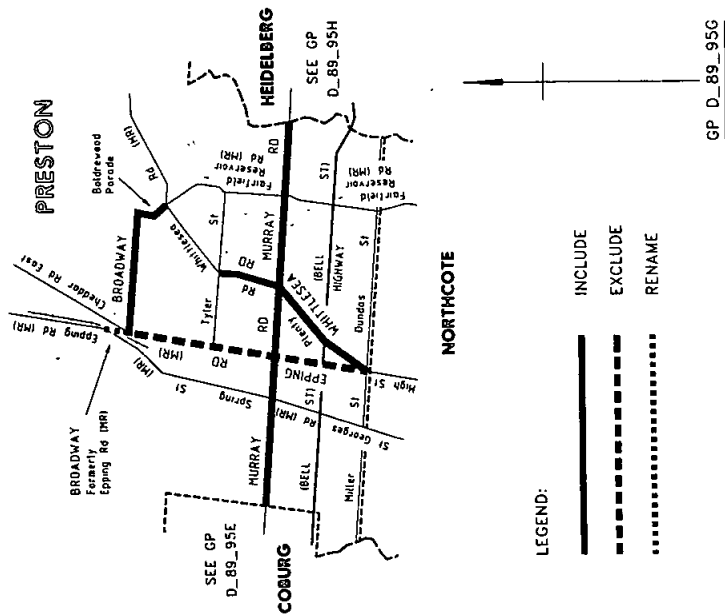 PRESTON
Boldrewood
Parade
Rd (MR)
Cheddar Rd East
Epping Rd (MR)
BROADWAY
BROADWAY
Formerly
Epping Rd (MR)
(MR)
St
Spring
Whittlesea
Tyler
St
RD
(MR)
RD
Rd
Fairfield
Reservoir
Rd (MR)
HEIDELBERG
SEE GP
D_89_95H
MURRAY
RD
MURRAY
RD
EPPING
Plenty
WHITTLESEA
(BELL
ST)
HIGHWAY
(BELL
ST)
Fairfield
Reservoir
Rd (MR)
Dundas
St
Miller
St
High St
St Georges
Rd (MR)
SEE GP
D_89_95E
COBURG
NORTHCOTE
LEGEND:
INCLUDE
EXCLUDE
RENAME
GP D_89_95G